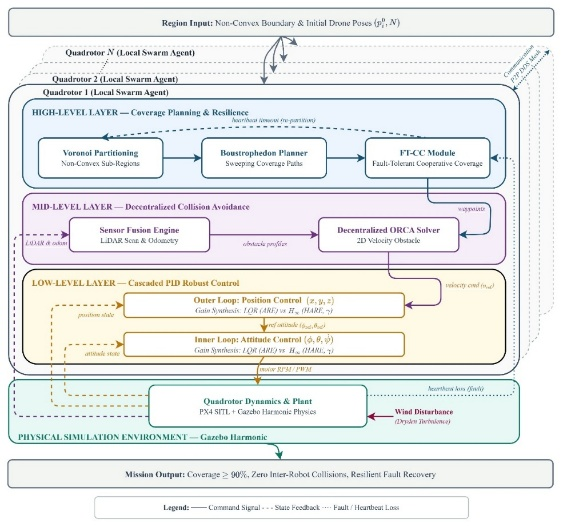 Region Input: Non-Convex Boundary & Initial Drone Poses (p_i^0, N)
Communication
P2P DDS Mesh
Quadrotor N (Local Swarm Agent)
Quadrotor 2 (Local Swarm Agent)
Quadrotor 1 (Local Swarm Agent)
HIGH-LEVEL LAYER — Coverage Planning & Resilience
heartbeat timeout (re-partition)
Voronoi Partitioning
Non-Convex Sub-Regions
Boustrophedon Planner
Sweeping Coverage Paths
FT-CC Module
Fault-Tolerant Cooperative Coverage
waypoints
MID-LEVEL LAYER — Decentralized Collision Avoidance
Sensor Fusion Engine
LiDAR Scan & Odometry
Decentralized ORCA Solver
2D Velocity Obstacle
LiDAR & odom
obstacle profiles
LOW-LEVEL LAYER — Cascaded PID Robust Control
velocity cmd
Outer Loop: Position Control (x, y, z)
Gain Synthesis: LQR (ARE) vs H∞ (HARE, γ)
position state
ref attitude
Inner Loop: Attitude Control (ϕ, θ, ψ)
Gain Synthesis: LQR (ARE) vs H∞ (HARE, γ)
attitude state
motor RPM / PWM
heartbeat loss (fault)
Quadrotor Dynamics & Plant
PX4 SITL + Gazebo Harmonic Physics
Wind Disturbance
(Dryden Turbulence)
PHYSICAL SIMULATION ENVIRONMENT — Gazebo Harmonic
Mission Output: Coverage ≥ 90%, Zero Inter-Robot Collisions, Resilient Fault Recovery
Legend: —— Command Signal - - - State Feedback ····· Fault / Heartbeat Loss